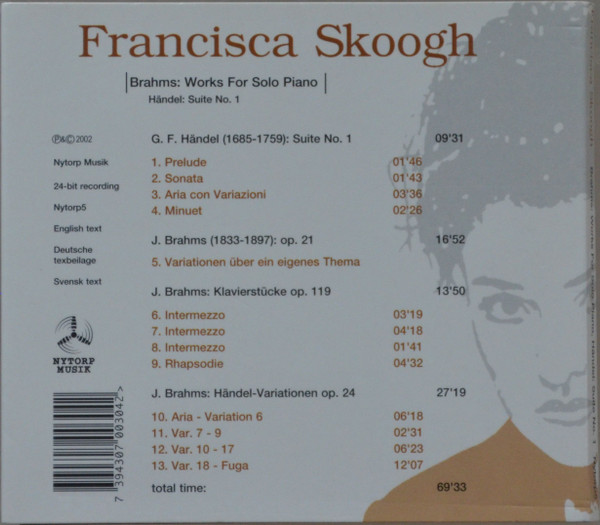 Francisca Skoogh
Brahms: Works For Solo Piano
Händel: Suite No. 1
℗&© 2002
Nytorp Musik
24-bit recording
Nytorp5
English text
Deutsche
texbeilage
Svensk text
NYTORP
MUSIK
7 394307 003042 >
G. F. Händel (1685-1759): Suite No. 1 09'31
1. Prelude 01'46
2. Sonata 01'43
3. Aria con Variazioni 03'36
4. Minuet 02'26
J. Brahms (1833-1897): op. 21 16'52
5. Variationen über ein eigenes Thema
J. Brahms: Klavierstücke op. 119 13'50
6. Intermezzo 03'19
7. Intermezzo 04'18
8. Intermezzo 01'41
9. Rhapsodie 04'32
J. Brahms: Händel-Variationen op. 24 27'19
10. Aria - Variation 6 06'18
11. Var. 7 - 9 02'31
12. Var. 10 - 17 06'23
13. Var. 18 - Fuga 12'07
total time: 69'33